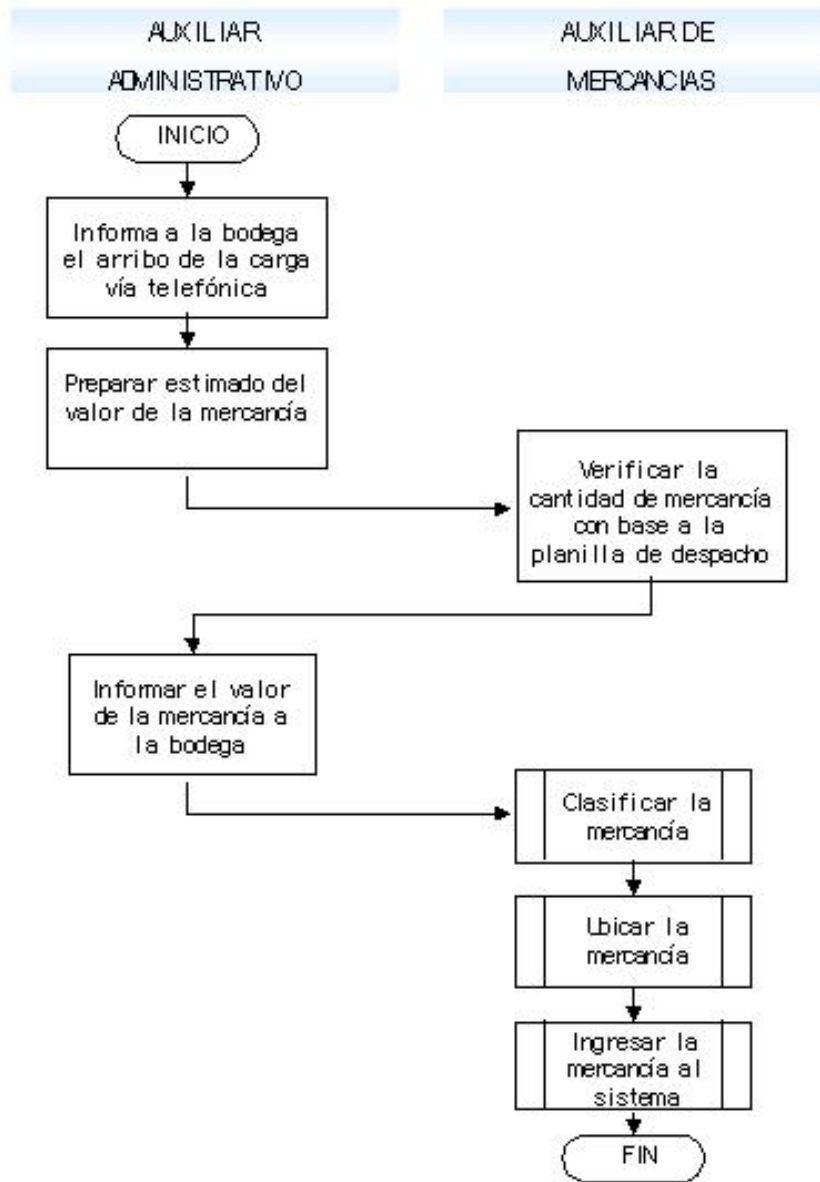 AUXILIAR
ADMINISTRATIVO
AUXILIAR DE
MERCANCIAS
INICIO
Informa a la bodega
el arribo de la carga
vía telefónica
Preparar estimado del
valor de la mercancía
Verificar la
cantidad de mercancía
con base a la
planilla de despacho
Informar el valor
de la mercancía a
la bodega
Clasificar la
mercancía
Ubicar la
mercancía
Ingresar la
mercancía al
sistema
FIN